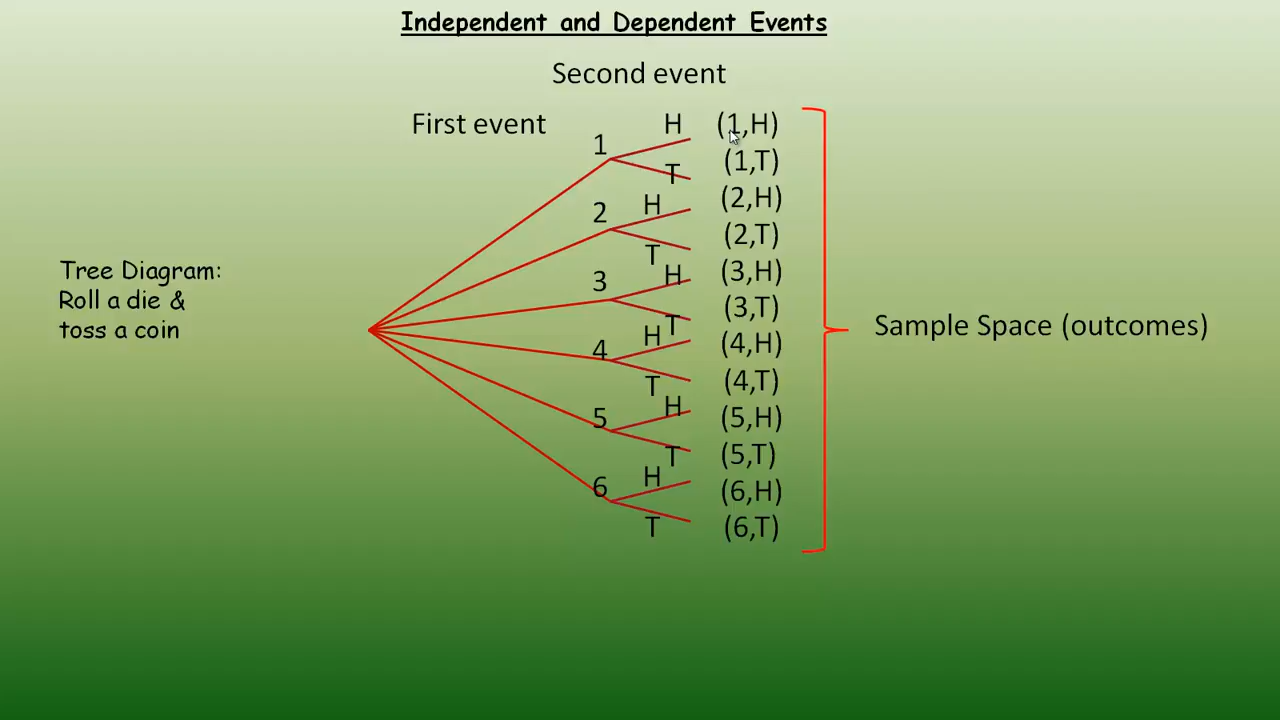 Independent and Dependent Events
Second event
First event
Tree Diagram:
Roll a die &
toss a coin
1
H
(1,H)
T
(1,T)
2
H
(2,H)
T
(2,T)
3
H
(3,H)
T
(3,T)
4
H
(4,H)
T
(4,T)
5
H
(5,H)
T
(5,T)
6
H
(6,H)
T
(6,T)
Sample Space (outcomes)